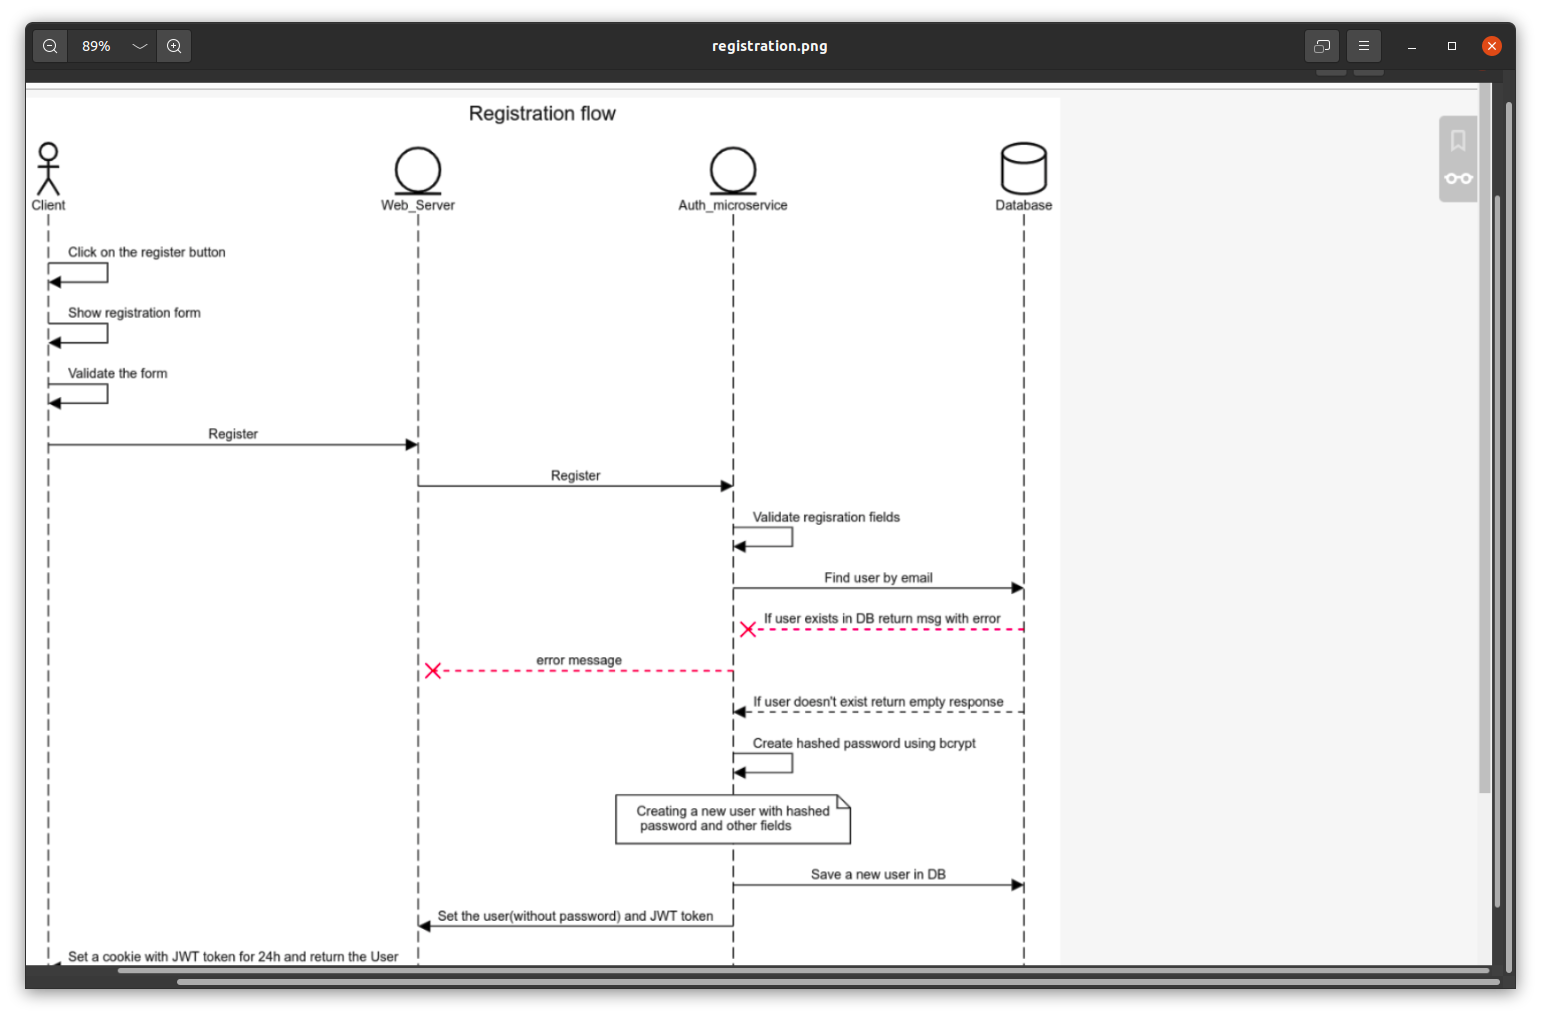 89%
registration.png
Registration flow
Client
Web_Server
Auth_microservice
Database
Click on the register button
Show registration form
Validate the form
Register
Register
Validate regisration fields
Find user by email
If user exists in DB return msg with error
error message
If user doesn't exist return empty response
Create hashed password using bcrypt
Creating a new user with hashed
password and other fields
Save a new user in DB
Set the user(without password) and JWT token
Set a cookie with JWT token for 24h and return the User